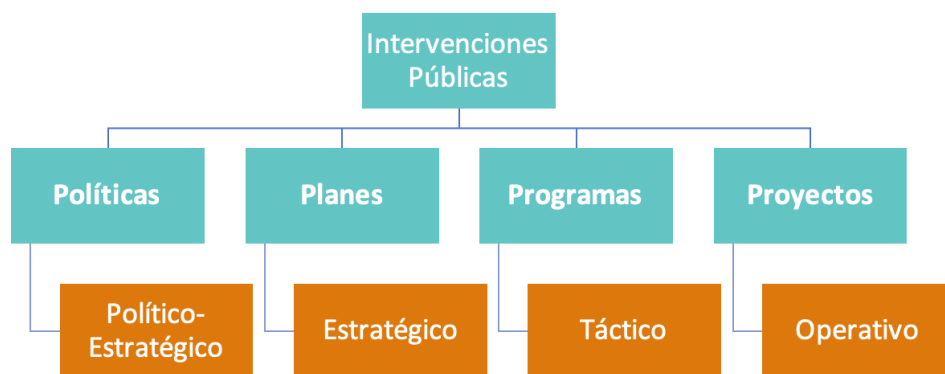 Intervenciones
Públicas
Políticas
Planes
Programas
Proyectos
Político-
Estratégico
Estratégico
Táctico
Operativo